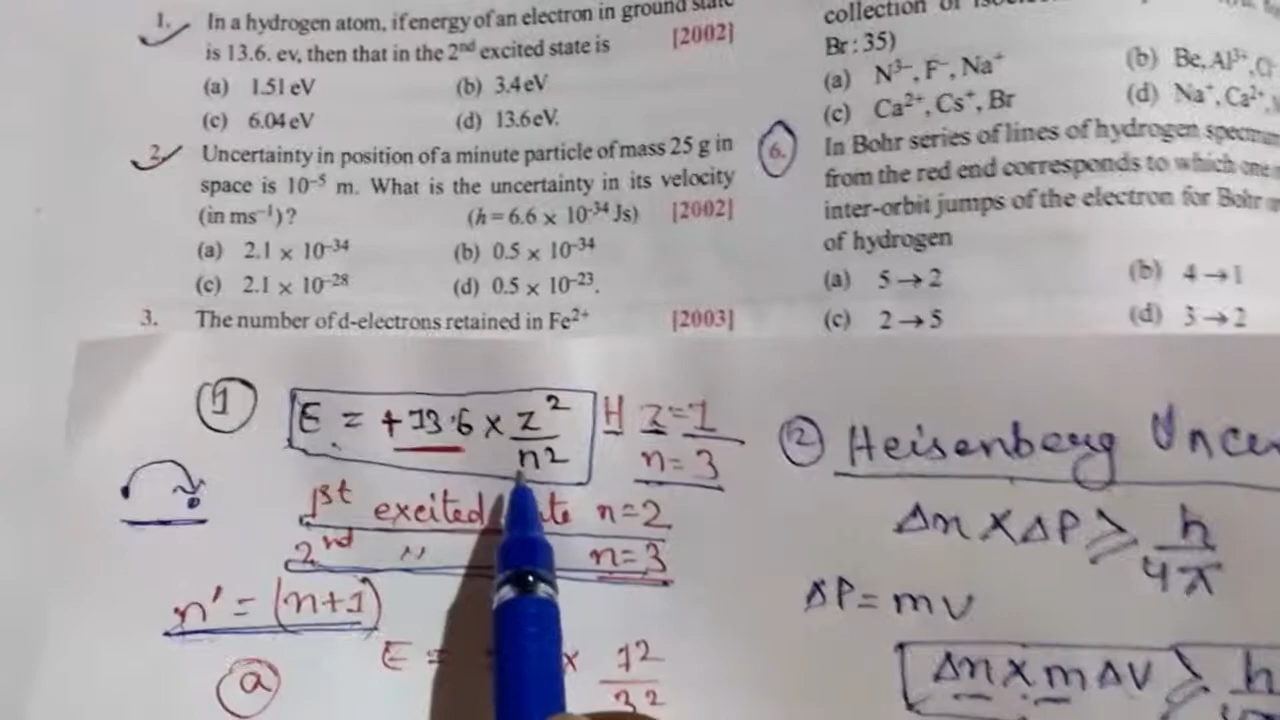 1. In a hydrogen atom, if energy of an electron in ground state
is 13.6. ev, then that in the 2nd excited state is [2002]
(a) 1.51 eV (b) 3.4 eV
(c) 6.04 eV (d) 13.6 eV.
2. Uncertainty in position of a minute particle of mass 25 g in
space is 10⁻⁵ m. What is the uncertainty in its velocity
(in ms⁻¹)? (h = 6.6 × 10⁻³⁴ Js) [2002]
(a) 2.1 × 10⁻³⁴ (b) 0.5 × 10⁻³⁴
(c) 2.1 × 10⁻²⁸ (d) 0.5 × 10⁻²³.
3. The number of d-electrons retained in Fe²⁺ [2003]
collection of
Br : 35)
(a) N³⁻, F⁻, Na⁺ (b) Be, Al³⁺,
(c) Ca²⁺, Cs⁺, Br (d) Na⁺, Ca²⁺,
6. In Bohr series of lines of hydrogen
from the red end corresponds to which
inter-orbit jumps of the electron for Bohr
of hydrogen
(a) 5 → 2 (b) 4 → 1
(c) 2 → 5 (d) 3 → 2
1 E = +13.6 × z²/n² H z=1
n=3
1st excited n=2
2nd 〃 n=3
n' = (n+1)
E = × 1²/3²
a
2 Heisenberg
Δn × ΔP ≥ h/4π
ΔP = mv
Δn × mΔV ≥ h